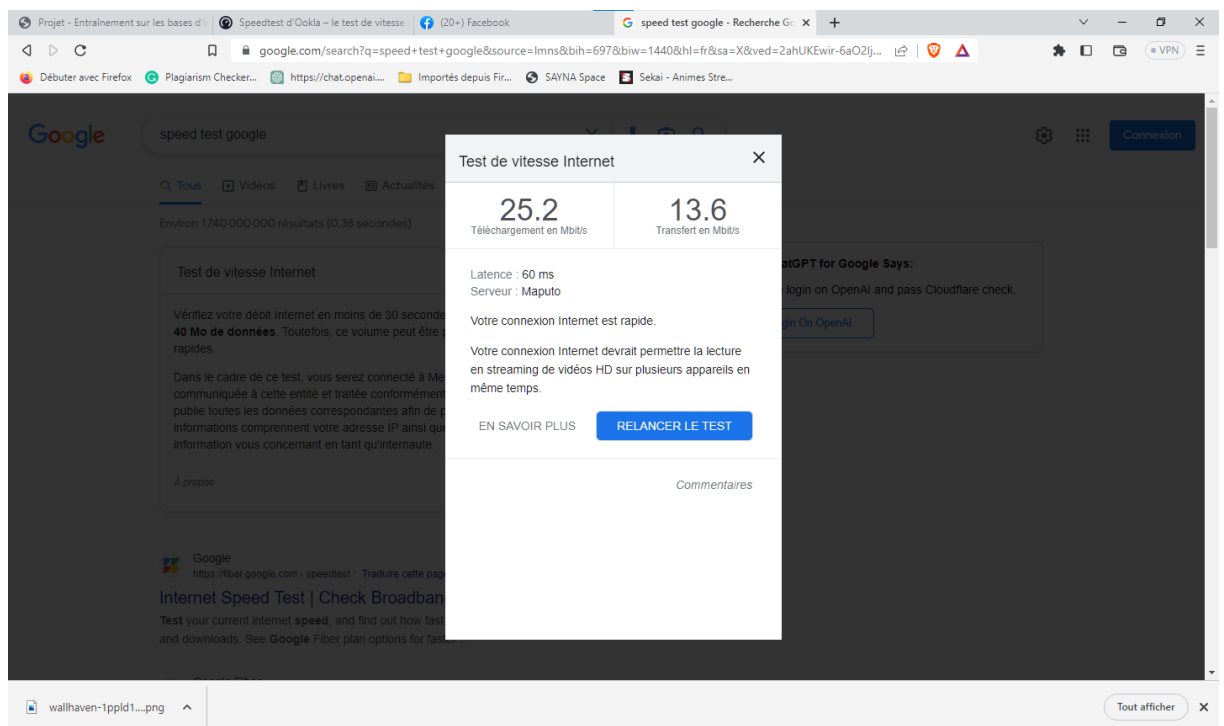 Projet - Entraînement sur les bases d'i
Speedtest d'Ookla – le test de vitesse
(20+) Facebook
speed test google - Recherche Go
google.com/search?q=speed+test+google&source=lmns&bih=697&biw=1440&hl=fr&sa=X&ved=2ahUKEwir-6aO2Ij...
VPN
Débuter avec Firefox
Plagiarism Checker...
https://chat.openai....
Importés depuis Fir...
SAYNA Space
Sekai - Animes Stre...
Google
speed test google
Connexion
Tous
Vidéos
Livres
Actualités
Environ 1 740 000 000 résultats (0,38 secondes)
Test de vitesse Internet
Vérifiez votre débit Internet en moins de 30 seconde
40 Mo de données. Toutefois, ce volume peut être
rapides.
Dans le cadre de ce test, vous serez connecté à
communiquée à cette entité et traitée conformément
publie toutes les données correspondantes afin de
informations comprennent votre adresse IP ainsi que
information vous concernant en tant qu'internaute.
À propos
Test de vitesse Internet
25.2
Téléchargement en Mbit/s
13.6
Transfert en Mbit/s
Latence : 60 ms
Serveur : Maputo
Votre connexion Internet est rapide.
Votre connexion Internet devrait permettre la lecture
en streaming de vidéos HD sur plusieurs appareils en
même temps.
EN SAVOIR PLUS
RELANCER LE TEST
Commentaires
atGPT for Google Says:
login on OpenAI and pass Cloudflare check.
gin On OpenAI
Google
https://fiber.google.com › speedtest · Traduire cette pag
Internet Speed Test | Check Broadban
Test your current internet speed, and find out how fast
and downloads. See Google Fiber plan options for faster
wallhaven-1ppld1....png
Tout afficher